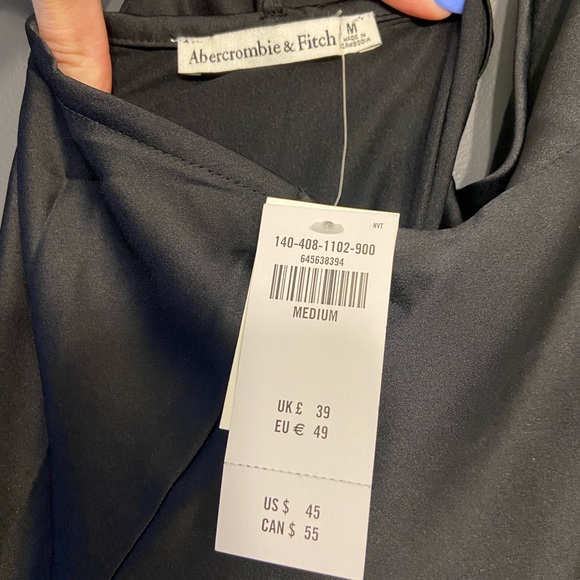 Abercrombie & Fitch
M
MADE IN
CAMBODIA
NVT
140-408-1102-900
645638394
MEDIUM
UK £ 39
EU € 49
US $ 45
CAN $ 55